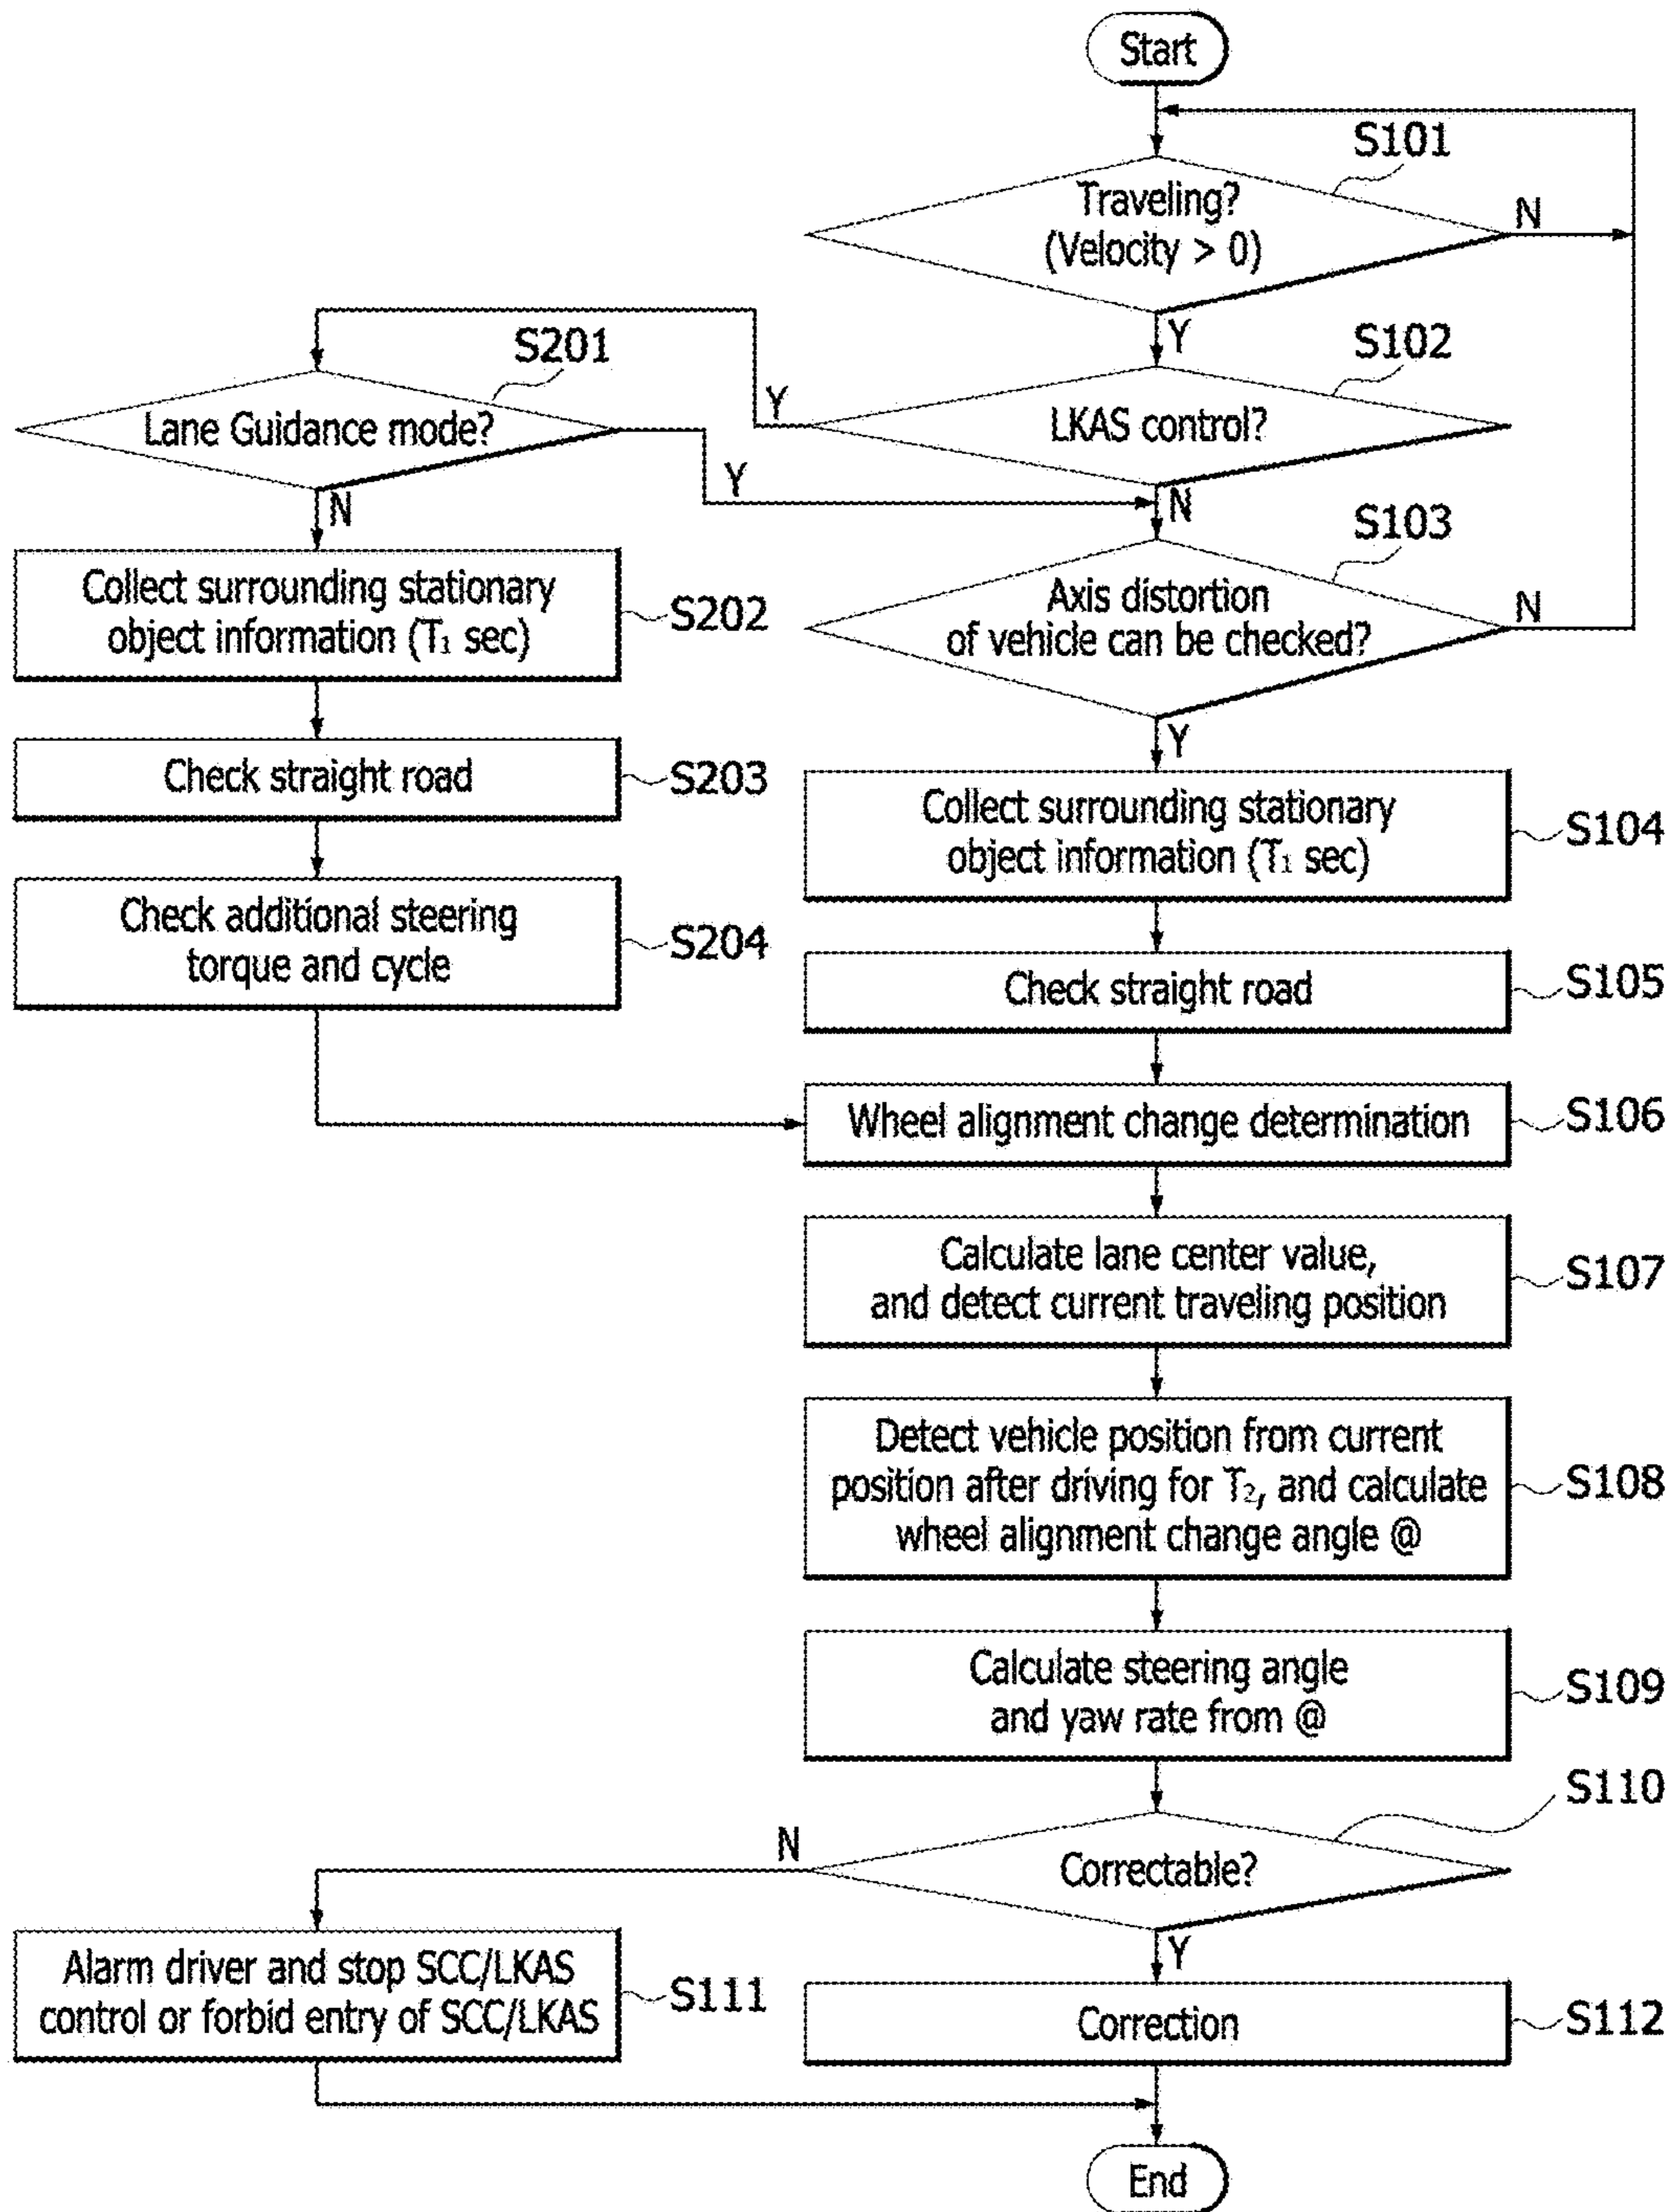 Start
S101
Traveling?
(Velocity > 0)
N
Y
S201
S102
Lane Guidance mode?
Y
LKAS control?
Y
N
N
S103
Collect surrounding stationary
object information (T₁ sec)
S202
Axis distortion
of vehicle can be checked?
N
Y
Check straight road
S203
Collect surrounding stationary
object information (T₁ sec)
S104
Check additional steering
torque and cycle
S204
Check straight road
S105
Wheel alignment change determination
S106
Calculate lane center value,
and detect current traveling position
S107
Detect vehicle position from current
position after driving for T₂, and calculate
wheel alignment change angle @
S108
Calculate steering angle
and yaw rate from @
S109
S110
N
Correctable?
Y
Alarm driver and stop SCC/LKAS
control or forbid entry of SCC/LKAS
S111
Correction
S112
End